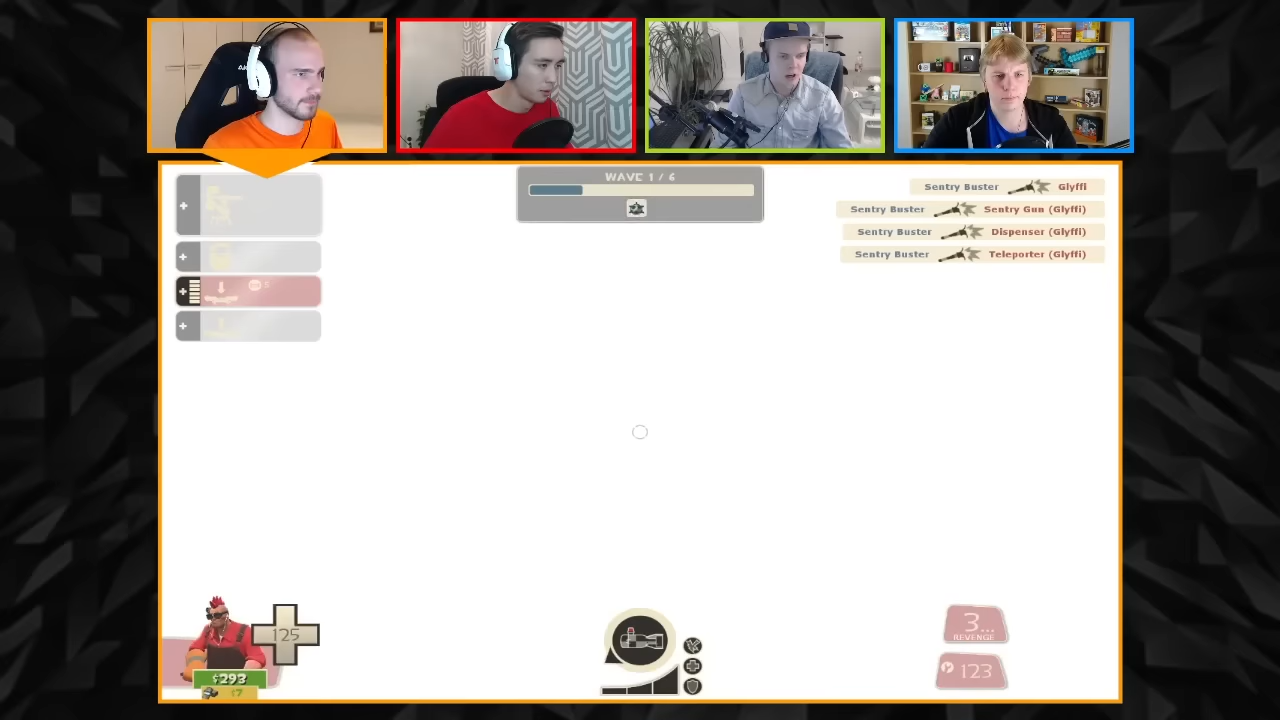 WAVE 1 / 6
Sentry Buster Glyffi
Sentry Buster Sentry Gun (Glyffi)
Sentry Buster Dispenser (Glyffi)
Sentry Buster Teleporter (Glyffi)
125
$293
$7
3...
REVENGE
123